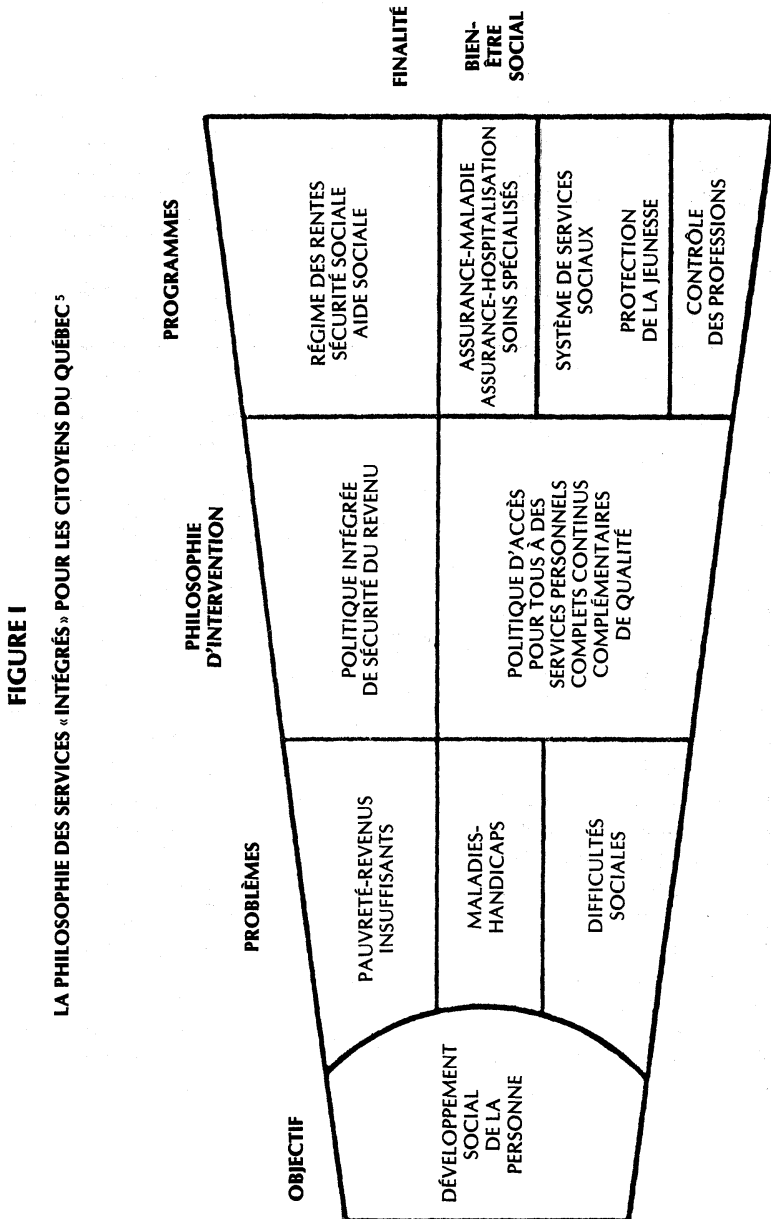 FIGURE I
LA PHILOSOPHIE DES SERVICES « INTÉGRÉS » POUR LES CITOYENS DU QUÉBEC 5
OBJECTIF
PROBLÈMES
PHILOSOPHIE
D'INTERVENTION
PROGRAMMES
FINALITÉ
DÉVELOPPEMENT
SOCIAL
DE LA
PERSONNE
PAUVRETÉ-REVENUS
INSUFFISANTS
MALADIES-
HANDICAPS
DIFFICULTÉS
SOCIALES
POLITIQUE INTÉGRÉE
DE SÉCURITÉ DU REVENU
POLITIQUE D'ACCÈS
POUR TOUS À DES
SERVICES PERSONNELS
COMPLETS CONTINUS
COMPLÉMENTAIRES
DE QUALITÉ
RÉGIME DES RENTES
SÉCURITÉ SOCIALE
AIDE SOCIALE
ASSURANCE-MALADIE
ASSURANCE-HOSPITALISATION
SOINS SPÉCIALISÉS
SYSTÈME DE SERVICES
SOCIAUX
PROTECTION
DE LA JEUNESSE
CONTRÔLE
DES PROFESSIONS
BIEN-
ÊTRE
SOCIAL